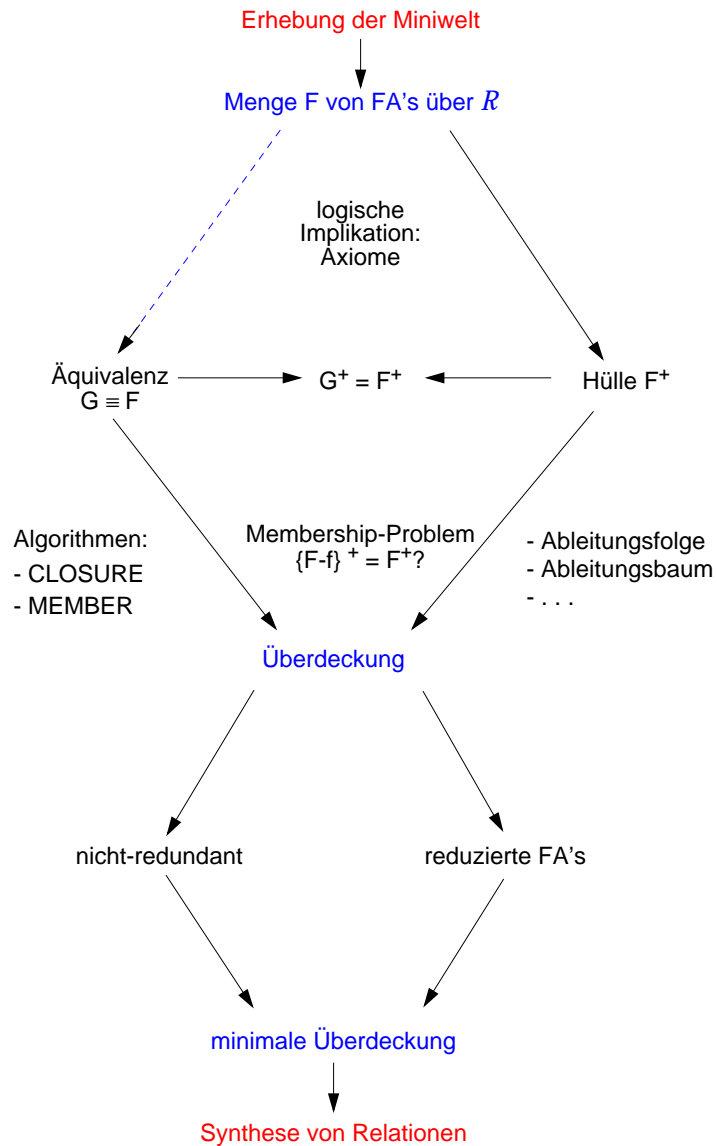 Erhebung der Miniwelt
Menge F von FA's über R
logische
Implikation:
Axiome
Äquivalenz
G ≡ F
G⁺ = F⁺
Hülle F⁺
Algorithmen:
- CLOSURE
- MEMBER
Membership-Problem
{F-f} ⁺ = F⁺?
- Ableitungsfolge
- Ableitungsbaum
- . . .
Überdeckung
nicht-redundant
reduzierte FA's
minimale Überdeckung
Synthese von Relationen